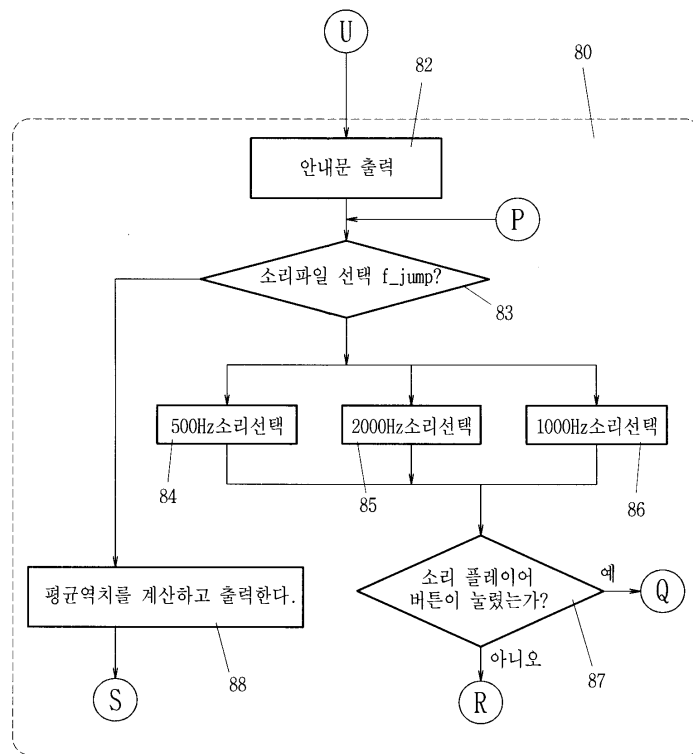 U
82
80
안내문 출력
P
소리파일 선택 f_jump?
83
500Hz소리선택
2000Hz소리선택
1000Hz소리선택
84
85
86
평균역치를 계산하고 출력한다.
소리 플레이어
버튼이 눌렸는가?
예
Q
87
88
아니오
S
R